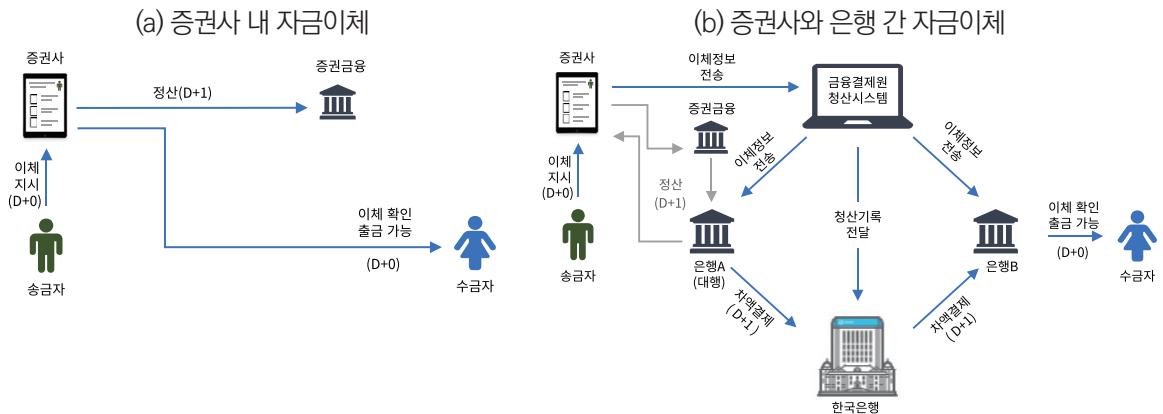 (a) 증권사 내 자금이체
증권사
정산(D+1)
증권금융
이체
지시
(D+0)
송금자
이체 확인
출금 가능
(D+0)
수금자
(b) 증권사와 은행 간 자금이체
증권사
이체정보
전송
금융결제원
청산시스템
증권금융
이체
지시
(D+0)
송금자
정산
(D+1)
이체정보
전송
이체정보
전송
청산기록
전달
은행A
(대행)
은행B
이체 확인
출금 가능
(D+0)
수금자
차액결제
(D+1)
차액결제
(D+1)
한국은행